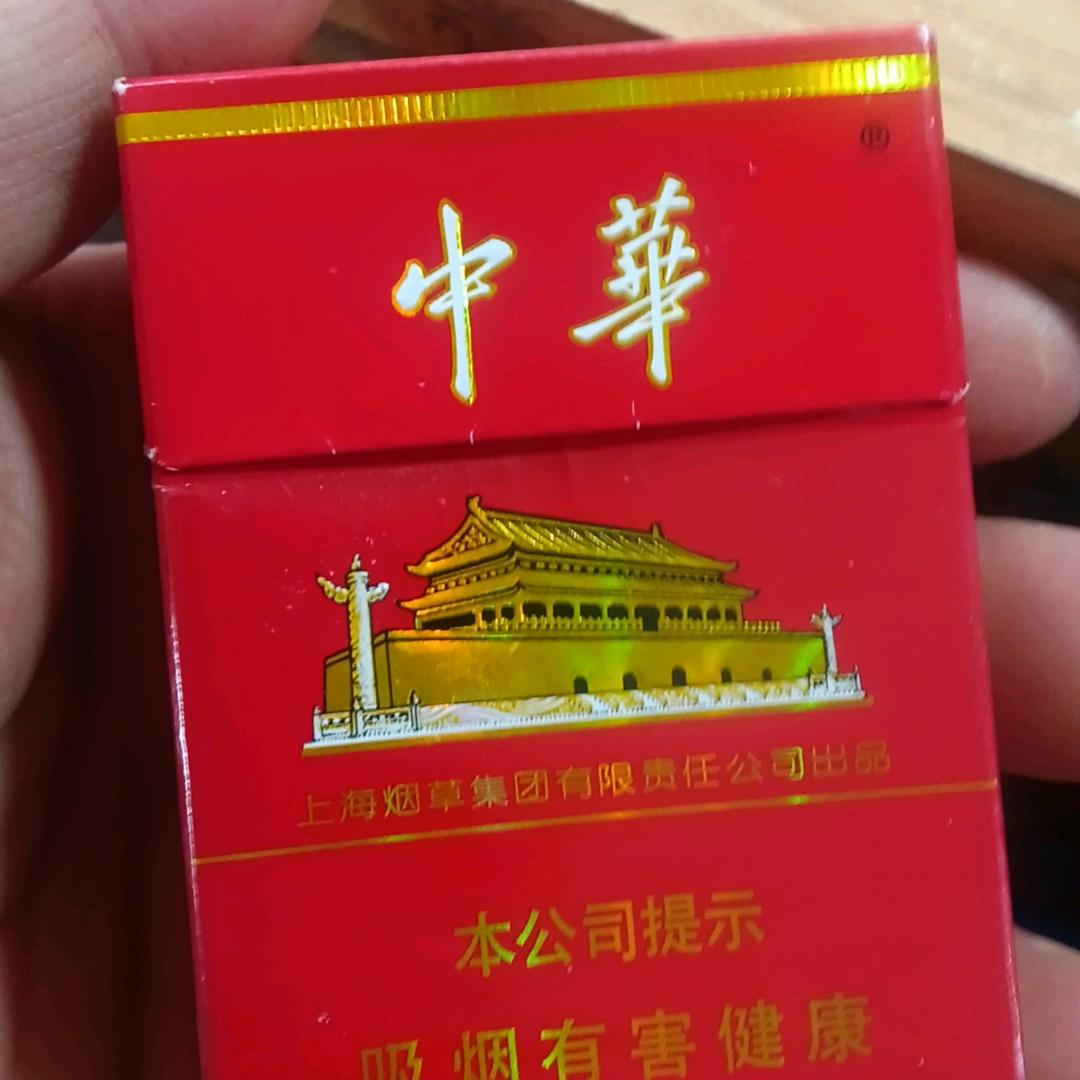 中華
®
上海烟草集团有限责任公司出品
本公司提示
吸烟有害健康